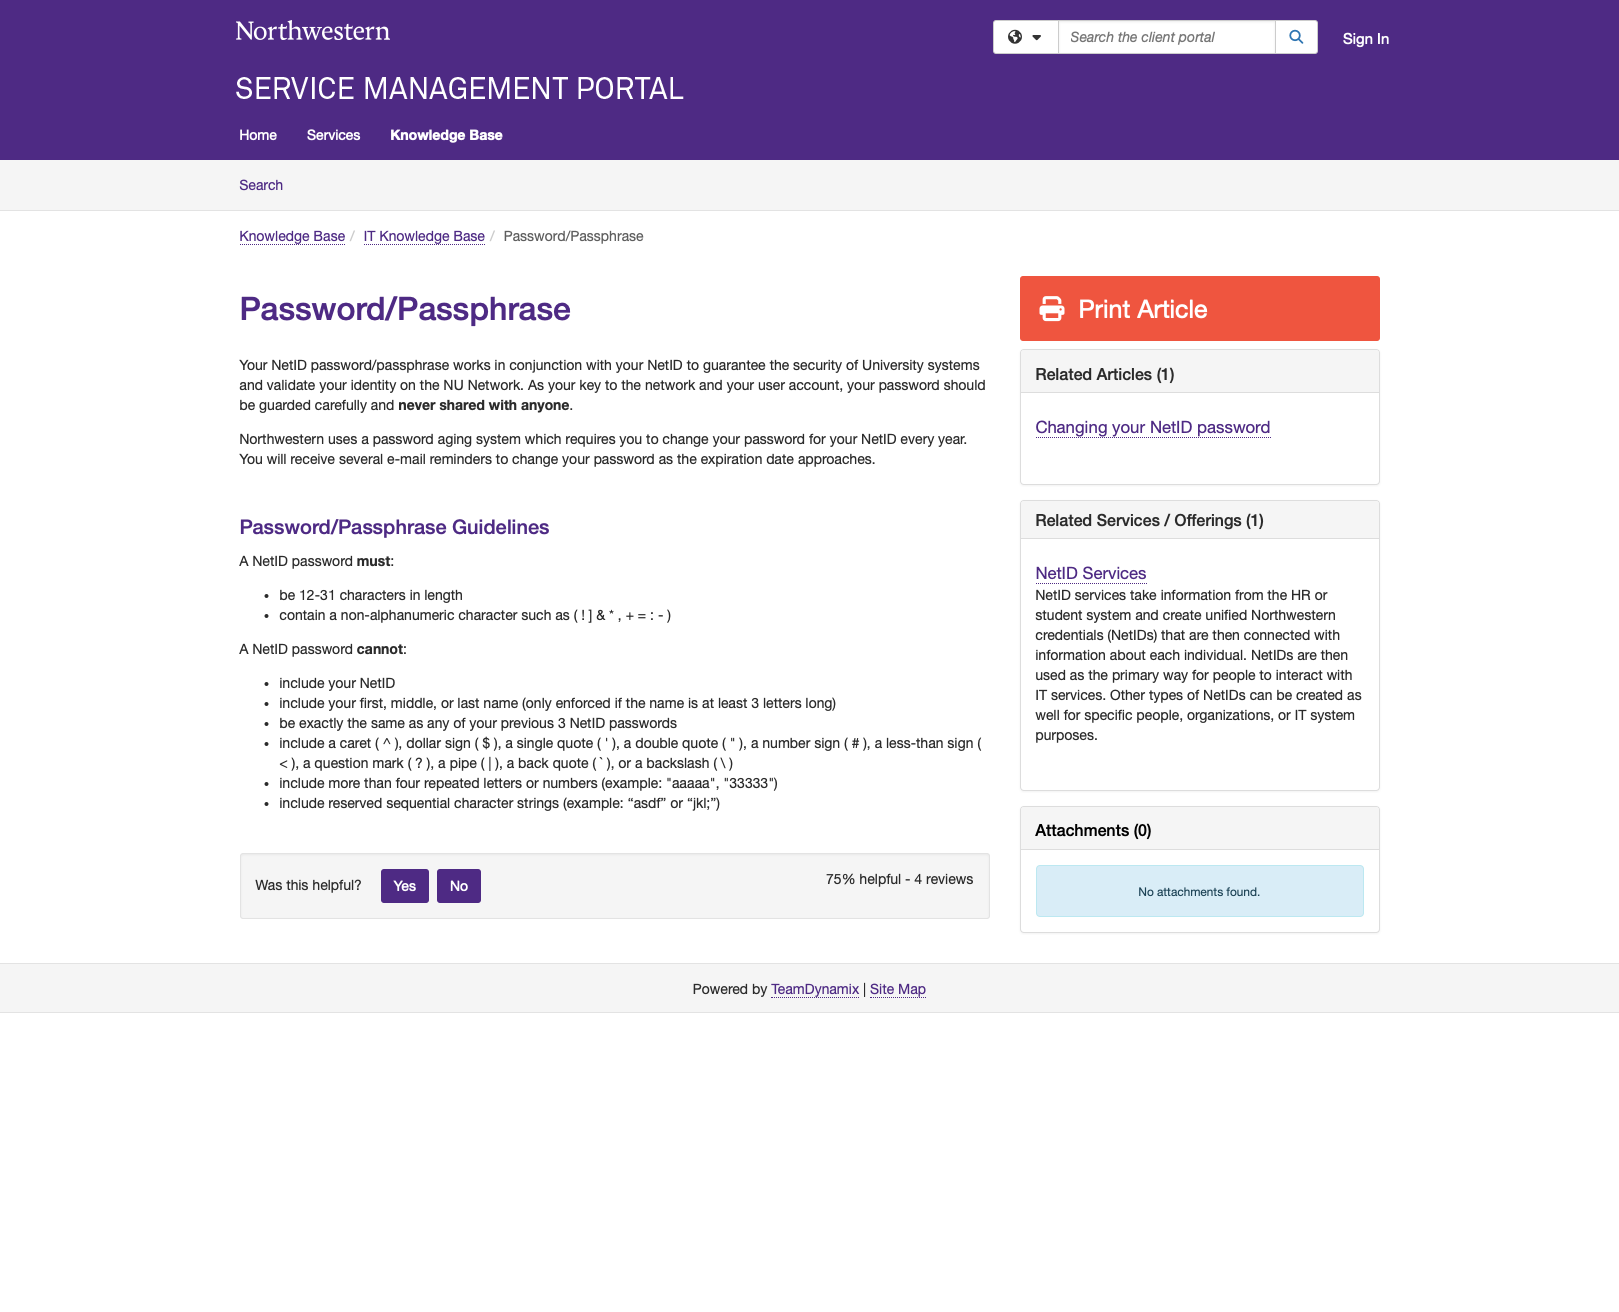 Northwestern
Search the client portal
Sign In
SERVICE MANAGEMENT PORTAL
Home Services Knowledge Base
Search
Knowledge Base / IT Knowledge Base / Password/Passphrase
Password/Passphrase
Your NetID password/passphrase works in conjunction with your NetID to guarantee the security of University systems
and validate your identity on the NU Network. As your key to the network and your user account, your password should
be guarded carefully and never shared with anyone.
Northwestern uses a password aging system which requires you to change your password for your NetID every year.
You will receive several e-mail reminders to change your password as the expiration date approaches.
Password/Passphrase Guidelines
A NetID password must:
• be 12-31 characters in length
• contain a non-alphanumeric character such as ( ! ] & * , + = : - )
A NetID password cannot:
• include your NetID
• include your first, middle, or last name (only enforced if the name is at least 3 letters long)
• be exactly the same as any of your previous 3 NetID passwords
• include a caret ( ^ ), dollar sign ( $ ), a single quote ( ' ), a double quote ( " ), a number sign ( # ), a less-than sign (
< ), a question mark ( ? ), a pipe ( | ), a back quote ( ` ), or a backslash ( \ )
• include more than four repeated letters or numbers (example: "aaaaa", "33333")
• include reserved sequential character strings (example: “asdf” or “jkl;”)
Was this helpful? Yes No
75% helpful - 4 reviews
Print Article
Related Articles (1)
Changing your NetID password
Related Services / Offerings (1)
NetID Services
NetID services take information from the HR or
student system and create unified Northwestern
credentials (NetIDs) that are then connected with
information about each individual. NetIDs are then
used as the primary way for people to interact with
IT services. Other types of NetIDs can be created as
well for specific people, organizations, or IT system
purposes.
Attachments (0)
No attachments found.
Powered by TeamDynamix | Site Map